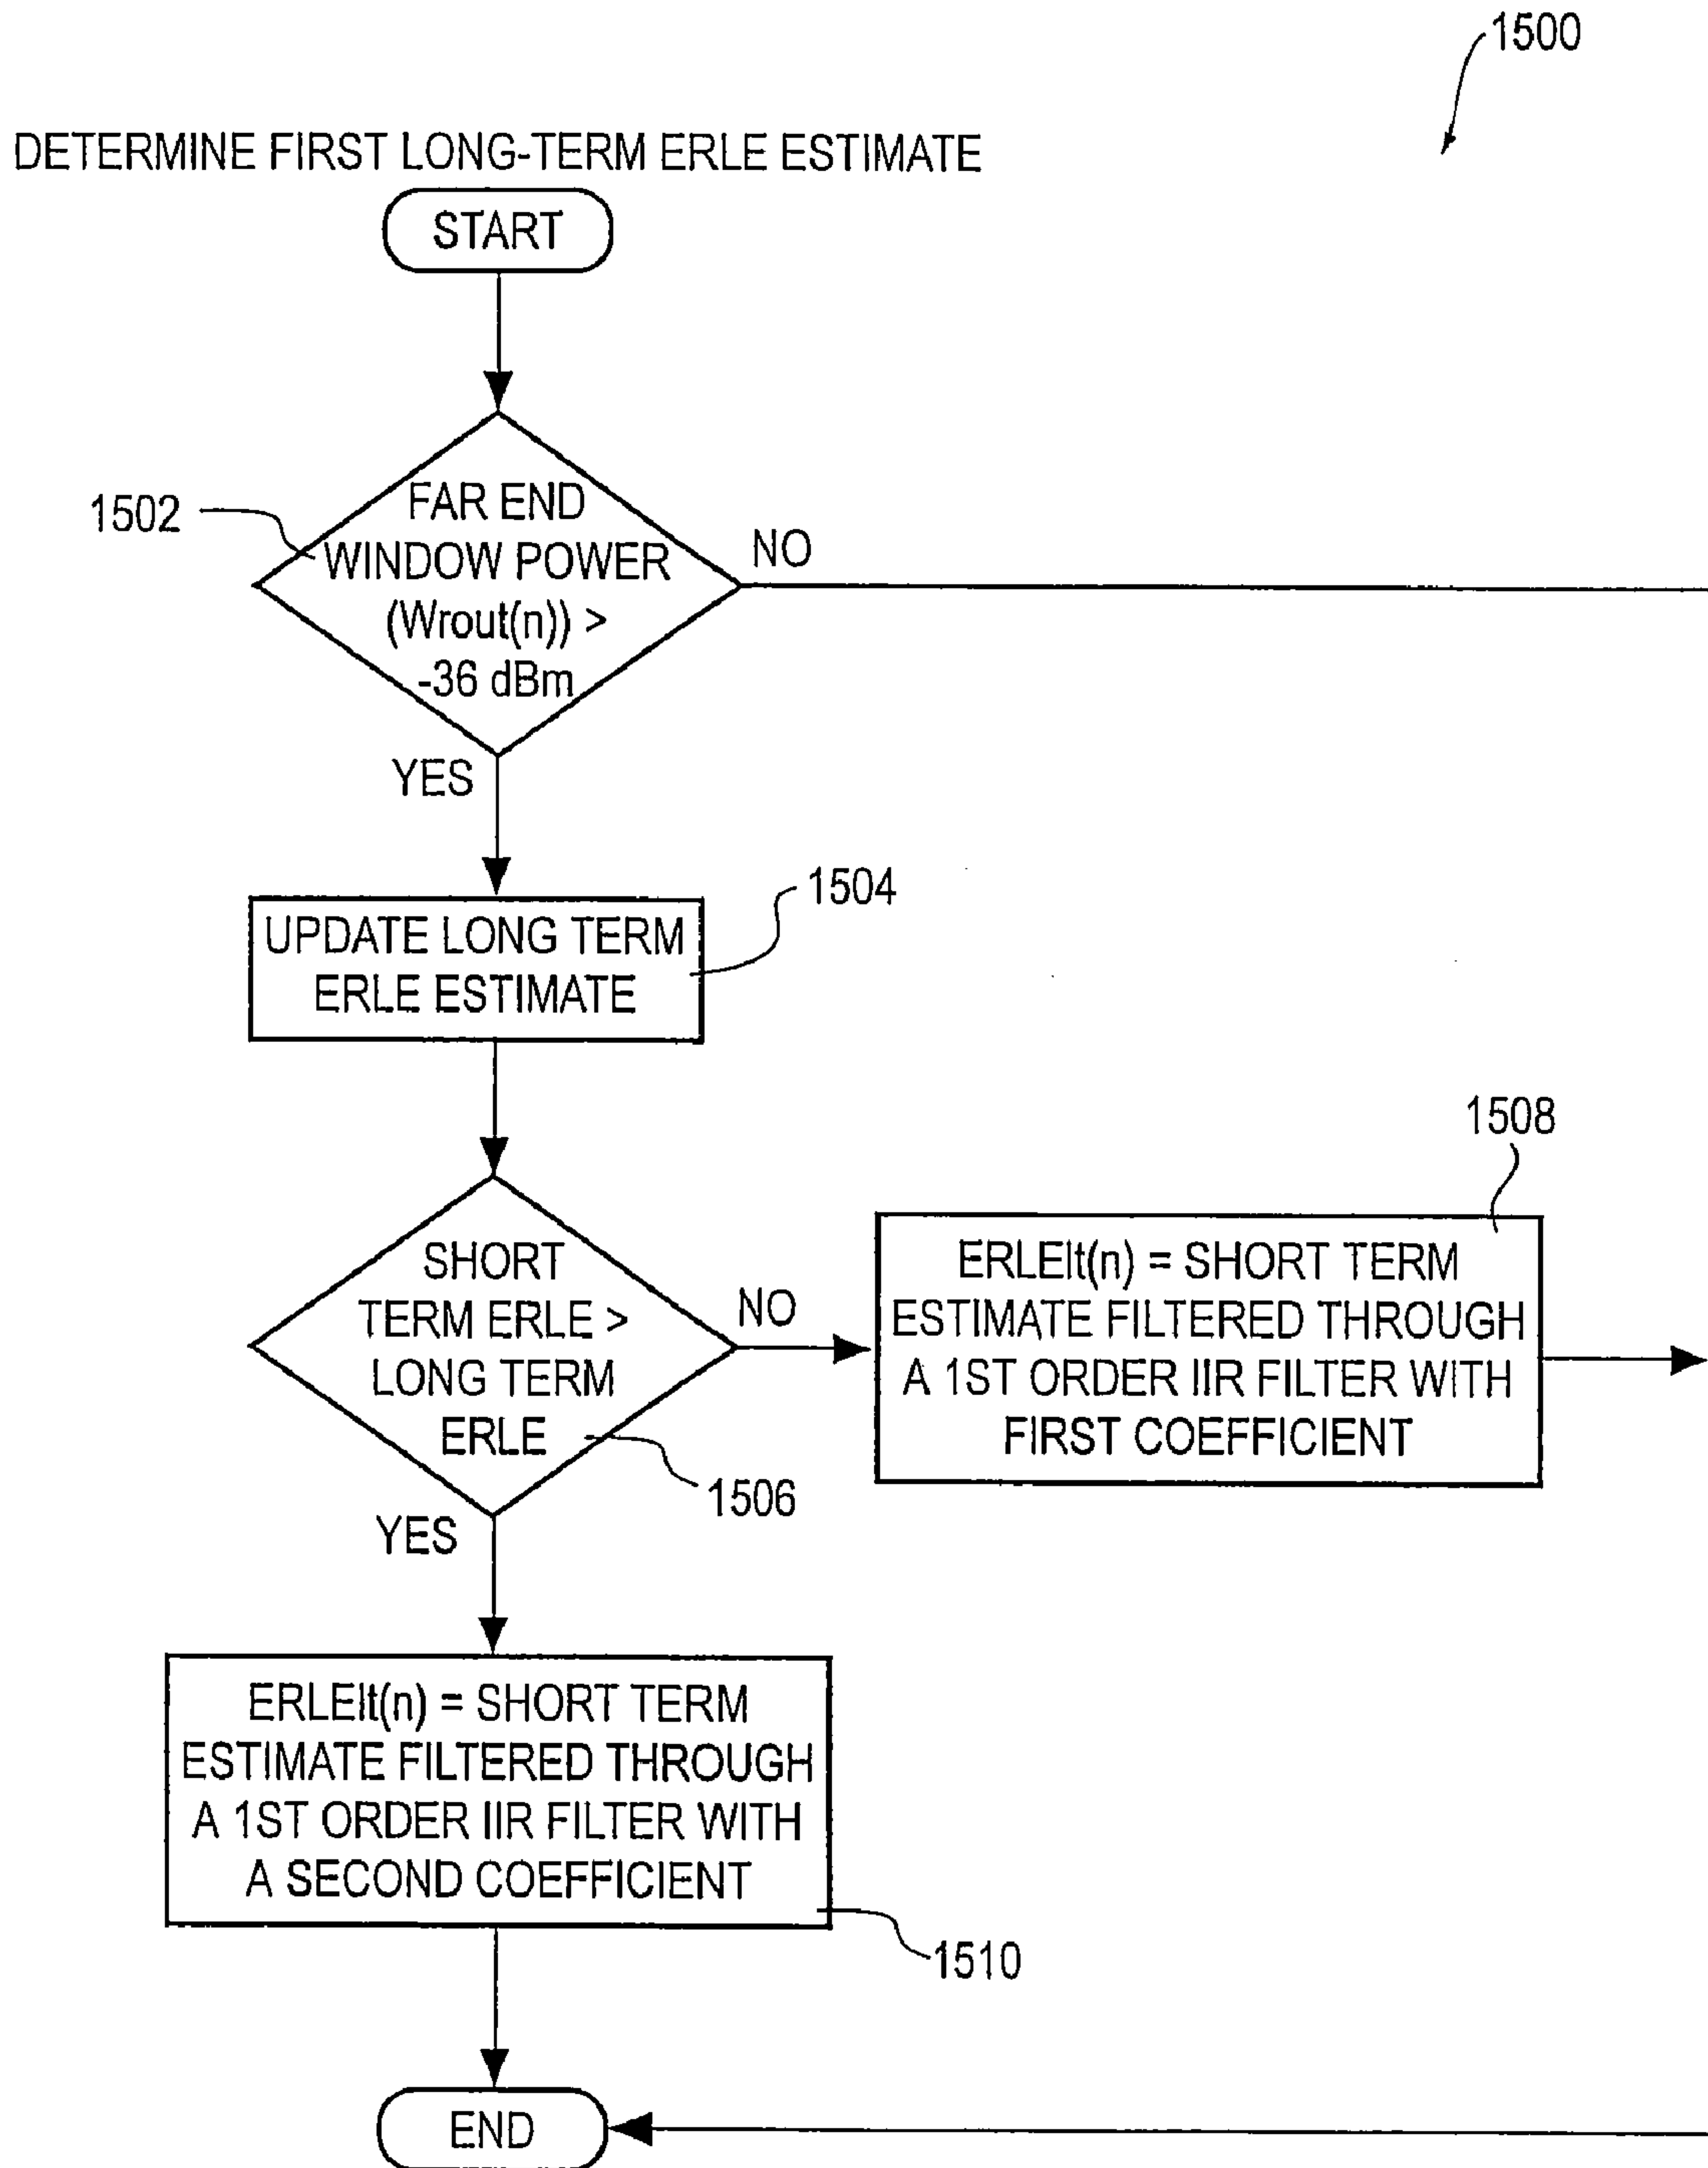 1500
DETERMINE FIRST LONG-TERM ERLE ESTIMATE
START
1502
FAR END
WINDOW POWER
(Wrout(n)) >
-36 dBm
NO
YES
1504
UPDATE LONG TERM
ERLE ESTIMATE
1508
SHORT
TERM ERLE >
LONG TERM
ERLE
NO
1506
YES
ERLElt(n) = SHORT TERM
ESTIMATE FILTERED THROUGH
A 1ST ORDER IIR FILTER WITH
FIRST COEFFICIENT
ERLElt(n) = SHORT TERM
ESTIMATE FILTERED THROUGH
A 1ST ORDER IIR FILTER WITH
A SECOND COEFFICIENT
1510
END